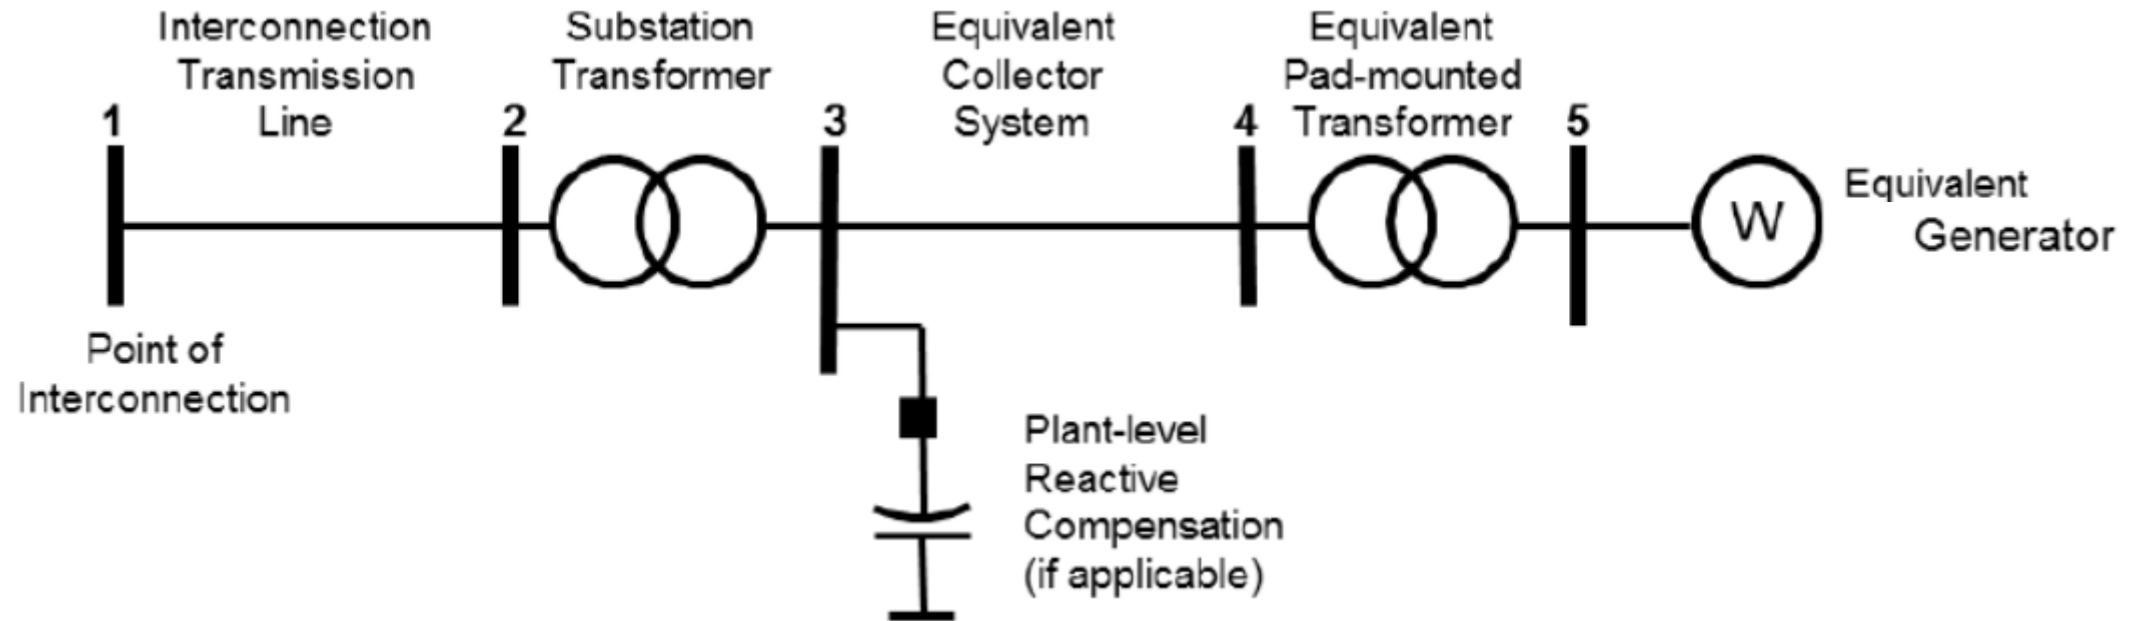 Interconnection
Transmission
Line
Substation
Transformer
Equivalent
Collector
System
Equivalent
Pad-mounted
Transformer
1
2
3
4
5
W
Equivalent
Generator
Point of
Interconnection
Plant-level
Reactive
Compensation
(if applicable)